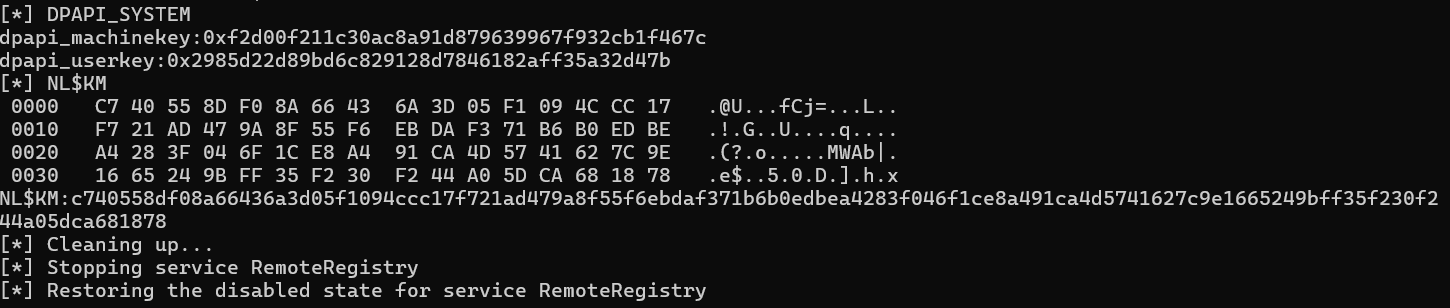 [*] DPAPI_SYSTEM
dpapi_machinekey:0xf2d00f211c30ac8a91d879639967f932cb1f467c
dpapi_userkey:0x2985d22d89bd6c829128d7846182aff35a32d47b
[*] NL$KM
0000   C7 40 55 8D F0 8A 66 43  6A 3D 05 F1 09 4C CC 17   .@U...fCj=...L..
0010   F7 21 AD 47 9A 8F 55 F6  EB DA F3 71 B6 B0 ED BE   .!.G..U....q....
0020   A4 28 3F 04 6F 1C E8 A4  91 CA 4D 57 41 62 7C 9E   .(?.o.....MWAb|.
0030   16 65 24 9B FF 35 F2 30  F2 44 A0 5D CA 68 18 78   .e$..5.0.D.].h.x
NL$KM:c740558df08a66436a3d05f1094ccc17f721ad479a8f55f6ebdaf371b6b0edbea4283f046f1ce8a491ca4d5741627c9e1665249bff35f230f2
44a05dca681878
[*] Cleaning up...
[*] Stopping service RemoteRegistry
[*] Restoring the disabled state for service RemoteRegistry